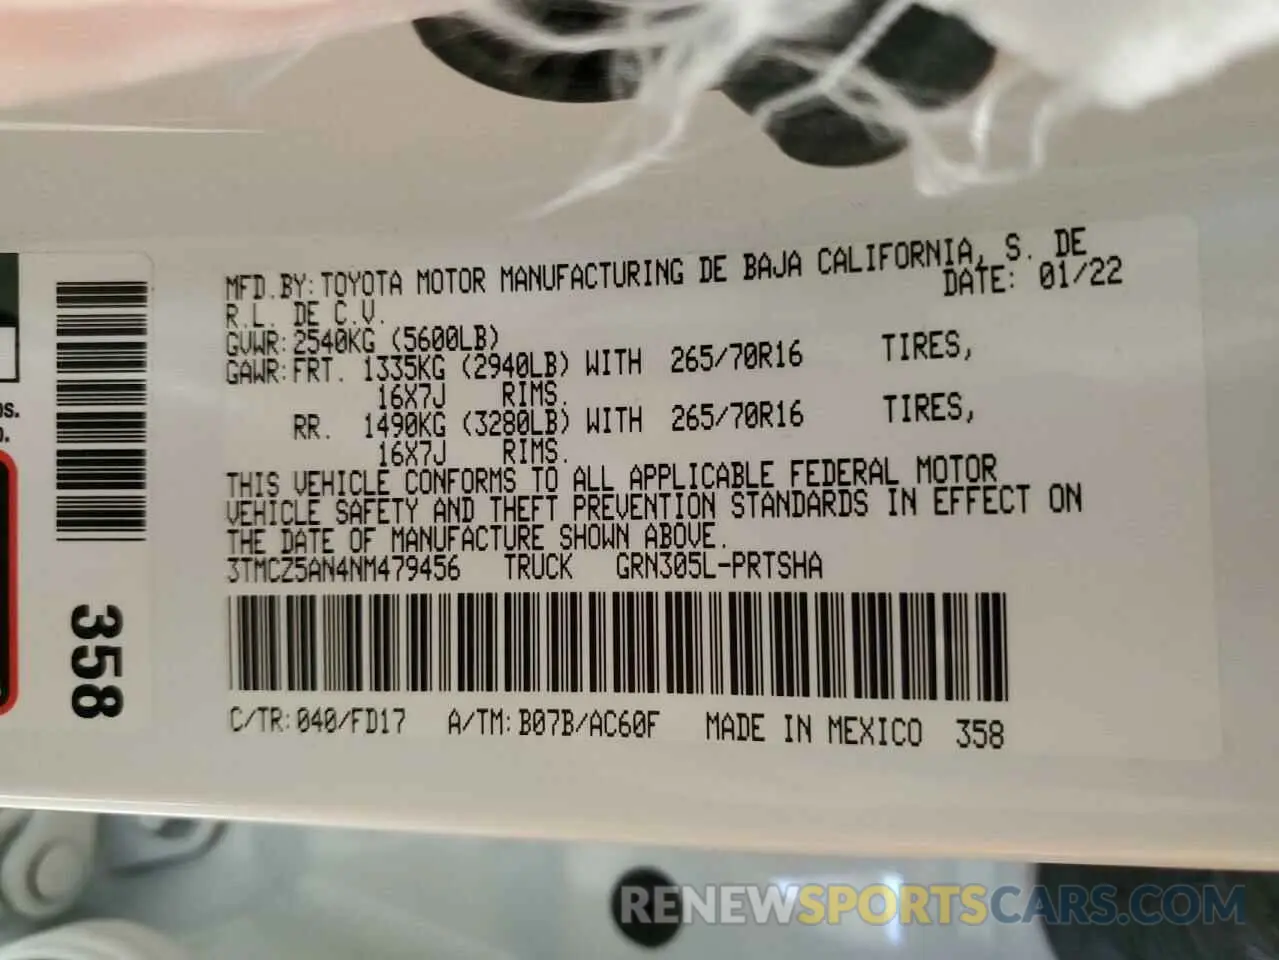 MFD.BY:TOYOTA MOTOR MANUFACTURING DE BAJA CALIFORNIA, S. DE
R.L. DE C.V. DATE: 01/22
GVWR:2540KG (5600LB)
GAWR:FRT. 1335KG (2940LB) WITH 265/70R16 TIRES,
16X7J RIMS.
RR. 1490KG (3280LB) WITH 265/70R16 TIRES,
16X7J RIMS.
THIS VEHICLE CONFORMS TO ALL APPLICABLE FEDERAL MOTOR
VEHICLE SAFETY AND THEFT PREVENTION STANDARDS IN EFFECT ON
THE DATE OF MANUFACTURE SHOWN ABOVE.
3TMCZ5AN4NM479456 TRUCK GRN305L-PRTSHA
C/TR:040/FD17 A/TM:B07B/AC60F MADE IN MEXICO 358
358
RENEWSPORTSCARS.COM